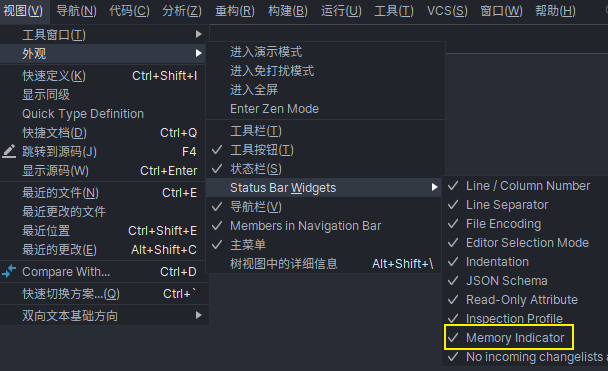 视图(V) 导航(N) 代码(C) 分析(Z) 重构(R) 构建(B) 运行(U) 工具(T) VCS(S) 窗口(W) 帮助(H)
工具窗口(T)
外观
快速定义(K) Ctrl+Shift+I
显示同级
Quick Type Definition
快捷文档(D) Ctrl+Q
跳转到源码(J) F4
显示源码(W) Ctrl+Enter
最近的文件(N) Ctrl+E
最近更改的文件
最近位置 Ctrl+Shift+E
最近的更改(E) Alt+Shift+C
Compare With... Ctrl+D
快速切换方案...(Q) Ctrl+`
双向文本基础方向
进入演示模式
进入免打扰模式
进入全屏
Enter Zen Mode
工具栏(T)
工具按钮(T)
状态栏(S)
Status Bar Widgets
导航栏(V)
Members in Navigation Bar
主菜单
树视图中的详细信息 Alt+Shift+\
Line / Column Number
Line Separator
File Encoding
Editor Selection Mode
Indentation
JSON Schema
Read-Only Attribute
Inspection Profile
Memory Indicator
No incoming changelists a